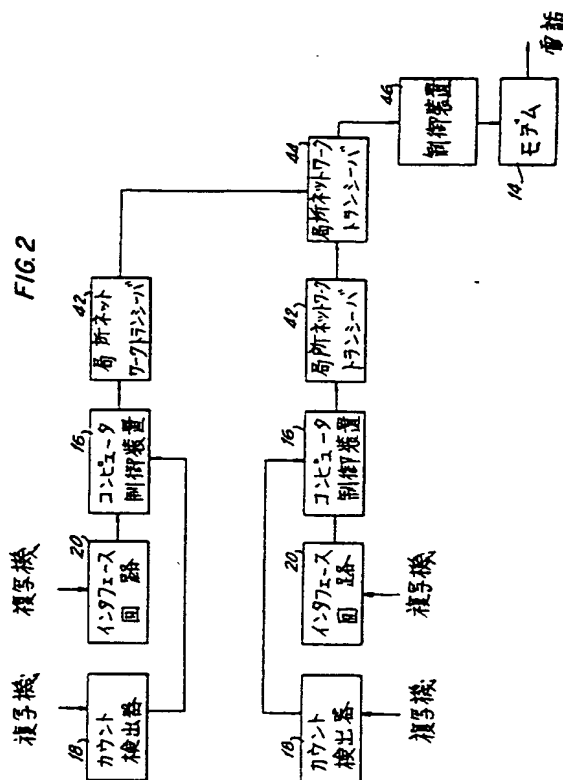 FIG.2
複写機
18
カウント
検出器
複写機
20
インタフェース
回路
16
コンピュータ
制御装置
42
局所ネット
ワークトランシーバ
複写機
18
カウント
検出器
複写機
20
インタフェース
回路
16
コンピュータ
制御装置
42
局所ネットワーク
トランシーバ
44
局所ネットワーク
トランシーバ
46
制御装置
14
モデム
電話